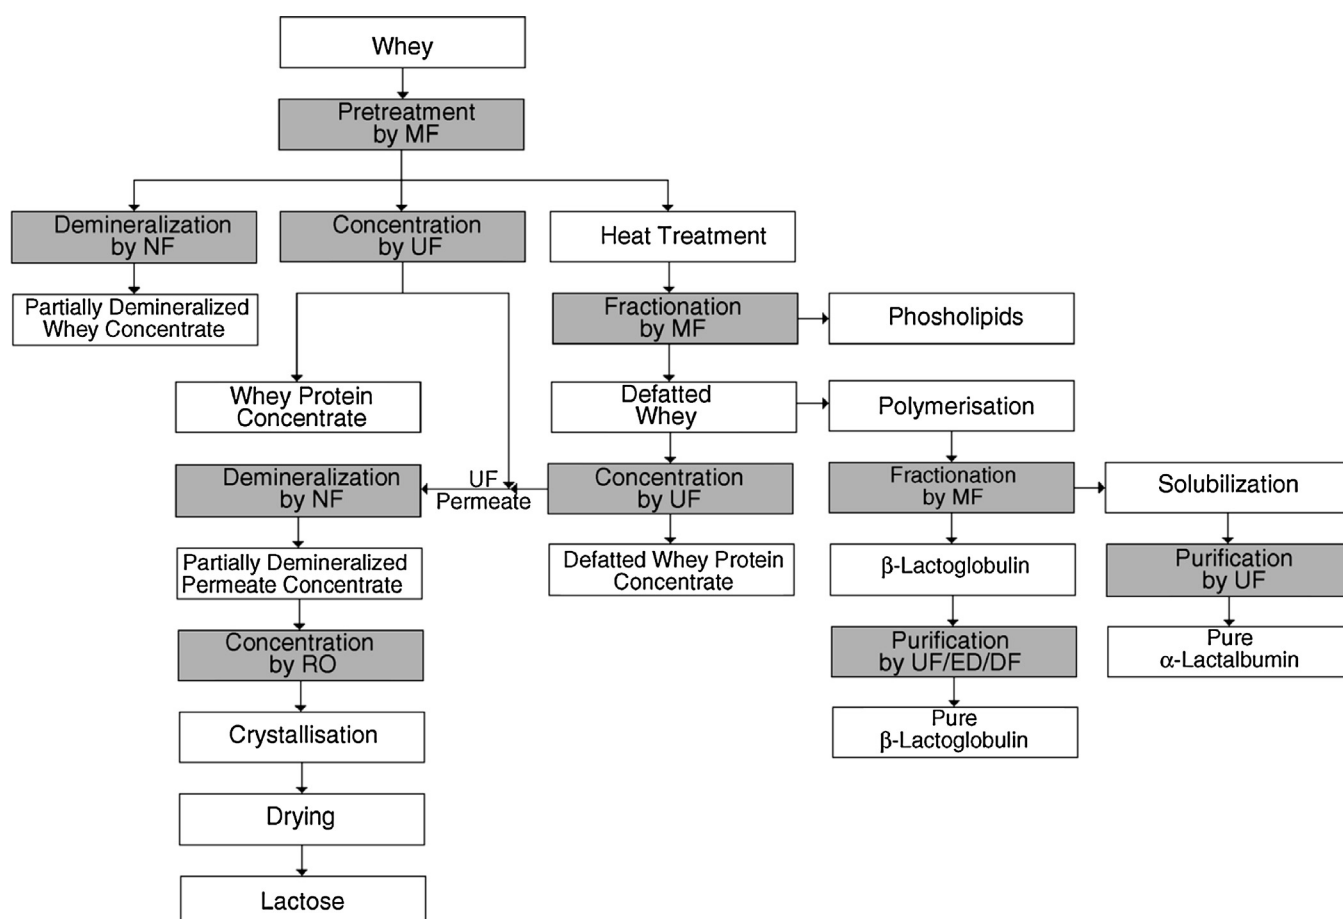 Whey
Pretreatment
by MF
Demineralization
by NF
Concentration
by UF
Heat Treatment
Partially Demineralized
Whey Concentrate
Fractionation
by MF
Phosholipids
Whey Protein
Concentrate
Defatted
Whey
Polymerisation
Demineralization
by NF
UF
Permeate
Concentration
by UF
Fractionation
by MF
Solubilization
Partially Demineralized
Permeate Concentrate
Defatted Whey Protein
Concentrate
β-Lactoglobulin
Purification
by UF
Concentration
by RO
Purification
by UF/ED/DF
Pure
α-Lactalbumin
Crystallisation
Pure
β-Lactoglobulin
Drying
Lactose